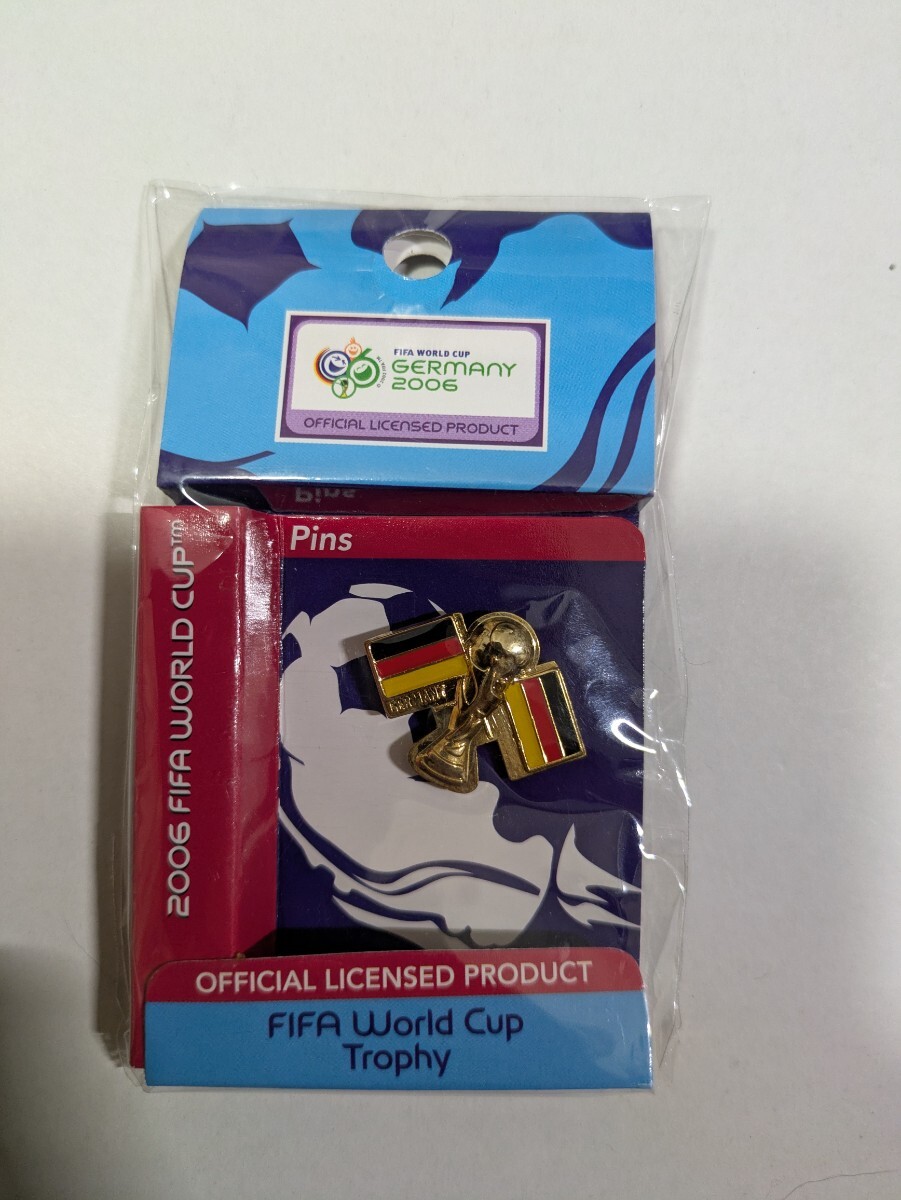 FIFA WORLD CUP
GERMANY
2006
OFFICIAL LICENSED PRODUCT
Pins
Pins
2006 FIFA WORLD CUP™
GERMANY
OFFICIAL LICENSED PRODUCT
FIFA World Cup
Trophy